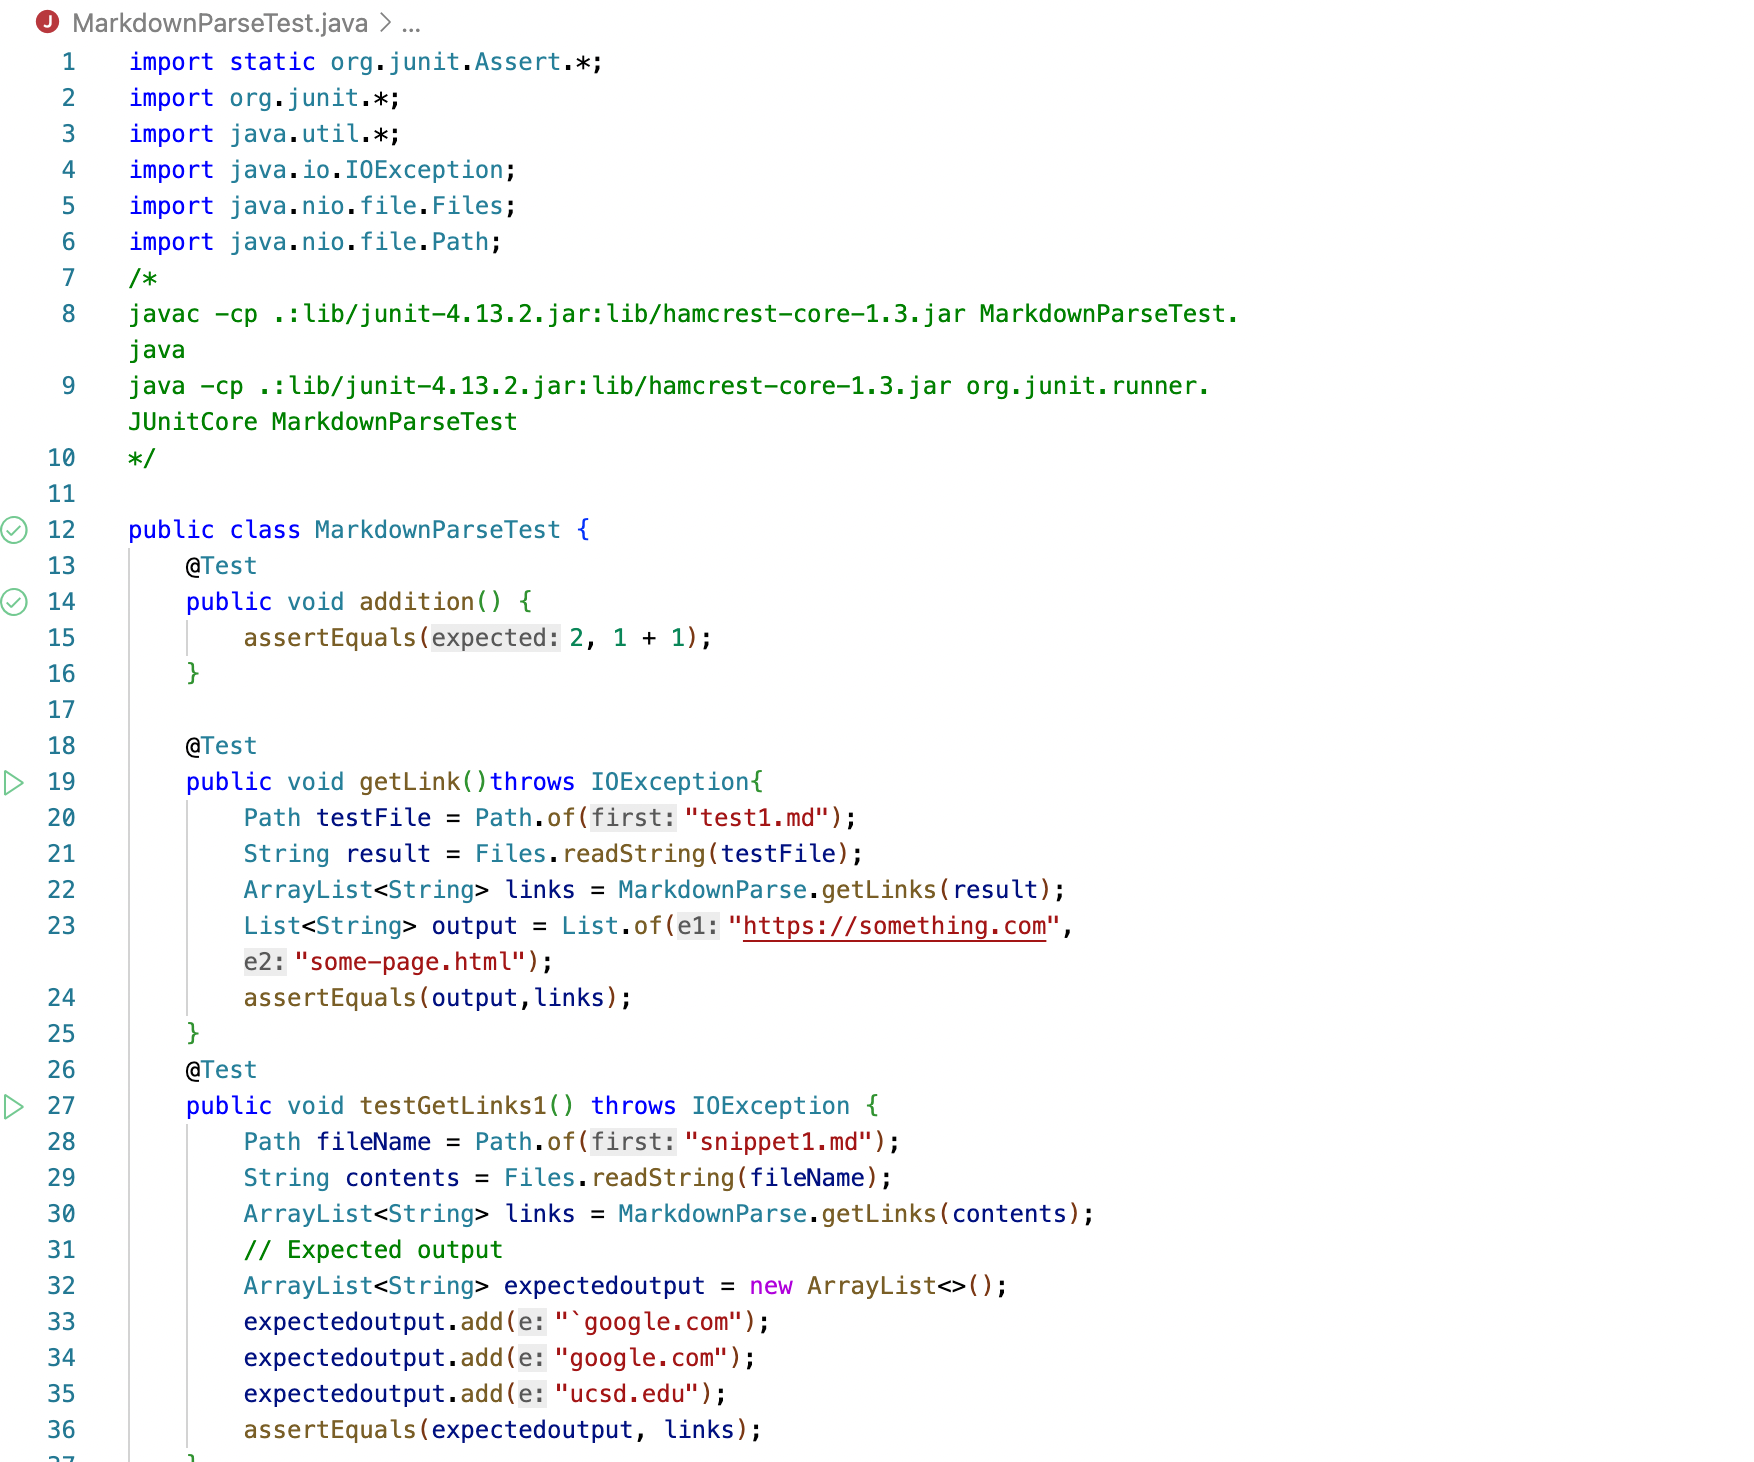 MarkdownParseTest.java > ...
1 import static org.junit.Assert.*;
2 import org.junit.*;
3 import java.util.*;
4 import java.io.IOException;
5 import java.nio.file.Files;
6 import java.nio.file.Path;
7 /*
8 javac -cp .:lib/junit-4.13.2.jar:lib/hamcrest-core-1.3.jar MarkdownParseTest.
java
9 java -cp .:lib/junit-4.13.2.jar:lib/hamcrest-core-1.3.jar org.junit.runner.
JUnitCore MarkdownParseTest
10 */
11
12 public class MarkdownParseTest {
13     @Test
14     public void addition() {
15         assertEquals(expected: 2, 1 + 1);
16     }
17
18     @Test
19     public void getLink()throws IOException{
20         Path testFile = Path.of(first: "test1.md");
21         String result = Files.readString(testFile);
22         ArrayList<String> links = MarkdownParse.getLinks(result);
23         List<String> output = List.of(e1: "https://something.com",
e2: "some-page.html");
24         assertEquals(output,links);
25     }
26     @Test
27     public void testGetLinks1() throws IOException {
28         Path fileName = Path.of(first: "snippet1.md");
29         String contents = Files.readString(fileName);
30         ArrayList<String> links = MarkdownParse.getLinks(contents);
31         // Expected output
32         ArrayList<String> expectedoutput = new ArrayList<>();
33         expectedoutput.add(e: "`google.com");
34         expectedoutput.add(e: "google.com");
35         expectedoutput.add(e: "ucsd.edu");
36         assertEquals(expectedoutput, links);
37     }